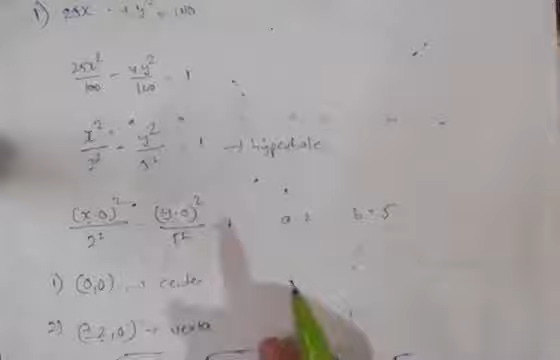 1) 25x² - 4y² = 100
25x²/100 - 4y²/100 = 1
x²/2² - y²/5² = 1 → hyperbola
(x-0)²/2² - (y-0)²/5² = 1 a = 2 b = 5
1) (0,0) → center
2) (±2,0) → vertex